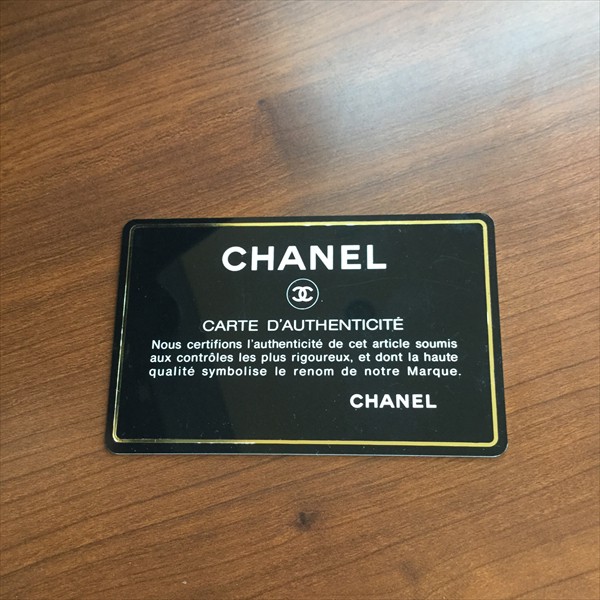 CHANEL
CARTE D'AUTHENTICITÉ
Nous certifions l'authenticité de cet article soumis
aux contrôles les plus rigoureux, et dont la haute
qualité symbolise le renom de notre Marque.
CHANEL